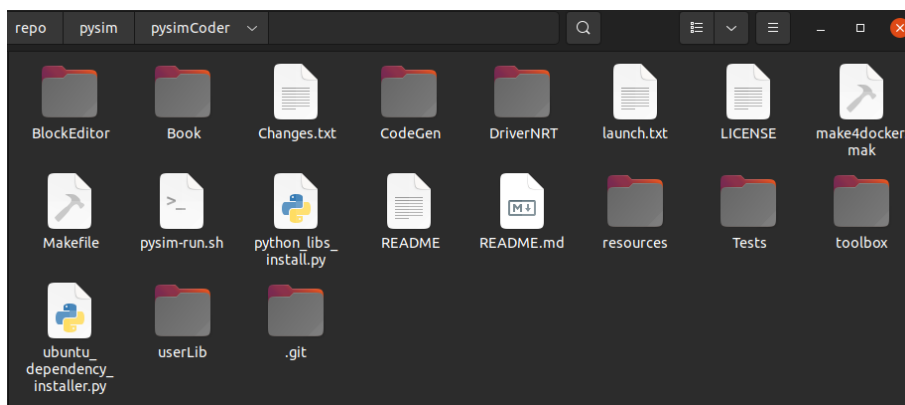 repo pysim pysimCoder
BlockEditor Book Changes.txt CodeGen DriverNRT launch.txt LICENSE make4docker
mak
Makefile pysim-run.sh python_libs_ README README.md resources Tests toolbox
install.py
ubuntu_ userLib .git
dependency_
installer.py